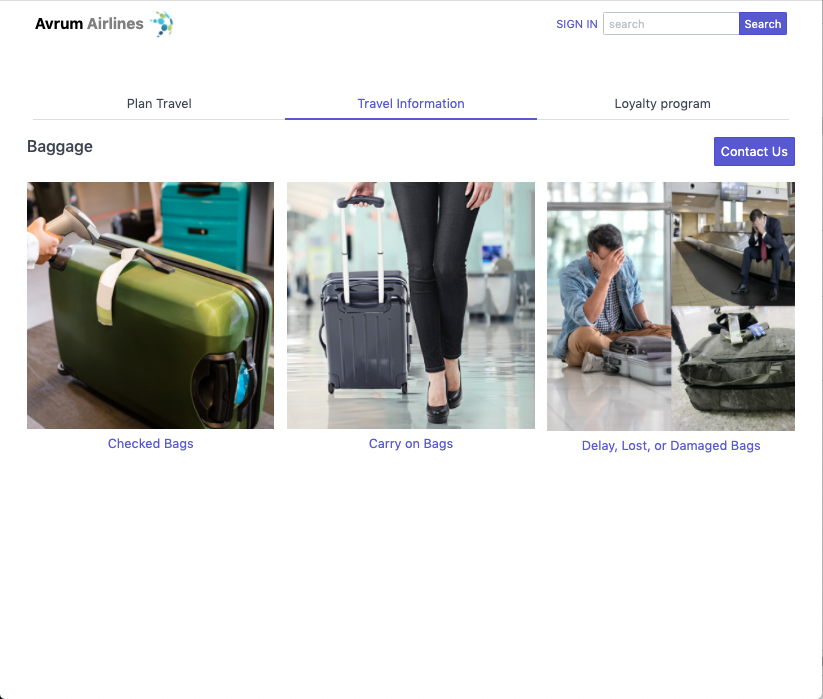 Avrum Airlines
SIGN IN
search
Search
Plan Travel
Travel Information
Loyalty program
Baggage
Contact Us
Checked Bags
Carry on Bags
Delay, Lost, or Damaged Bags